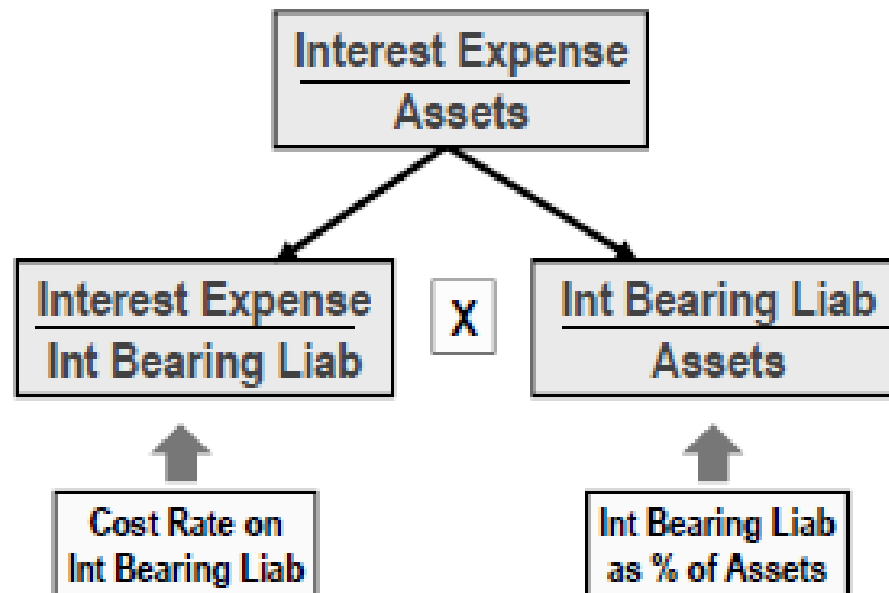 Interest Expense
Assets
Interest Expense
Int Bearing Liab
X
Int Bearing Liab
Assets
Cost Rate on
Int Bearing Liab
Int Bearing Liab
as % of Assets